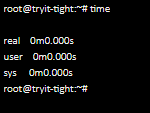 root@tryit-tight:~# time
real 0m0.000s
user 0m0.000s
sys 0m0.000s
root@tryit-tight:~#